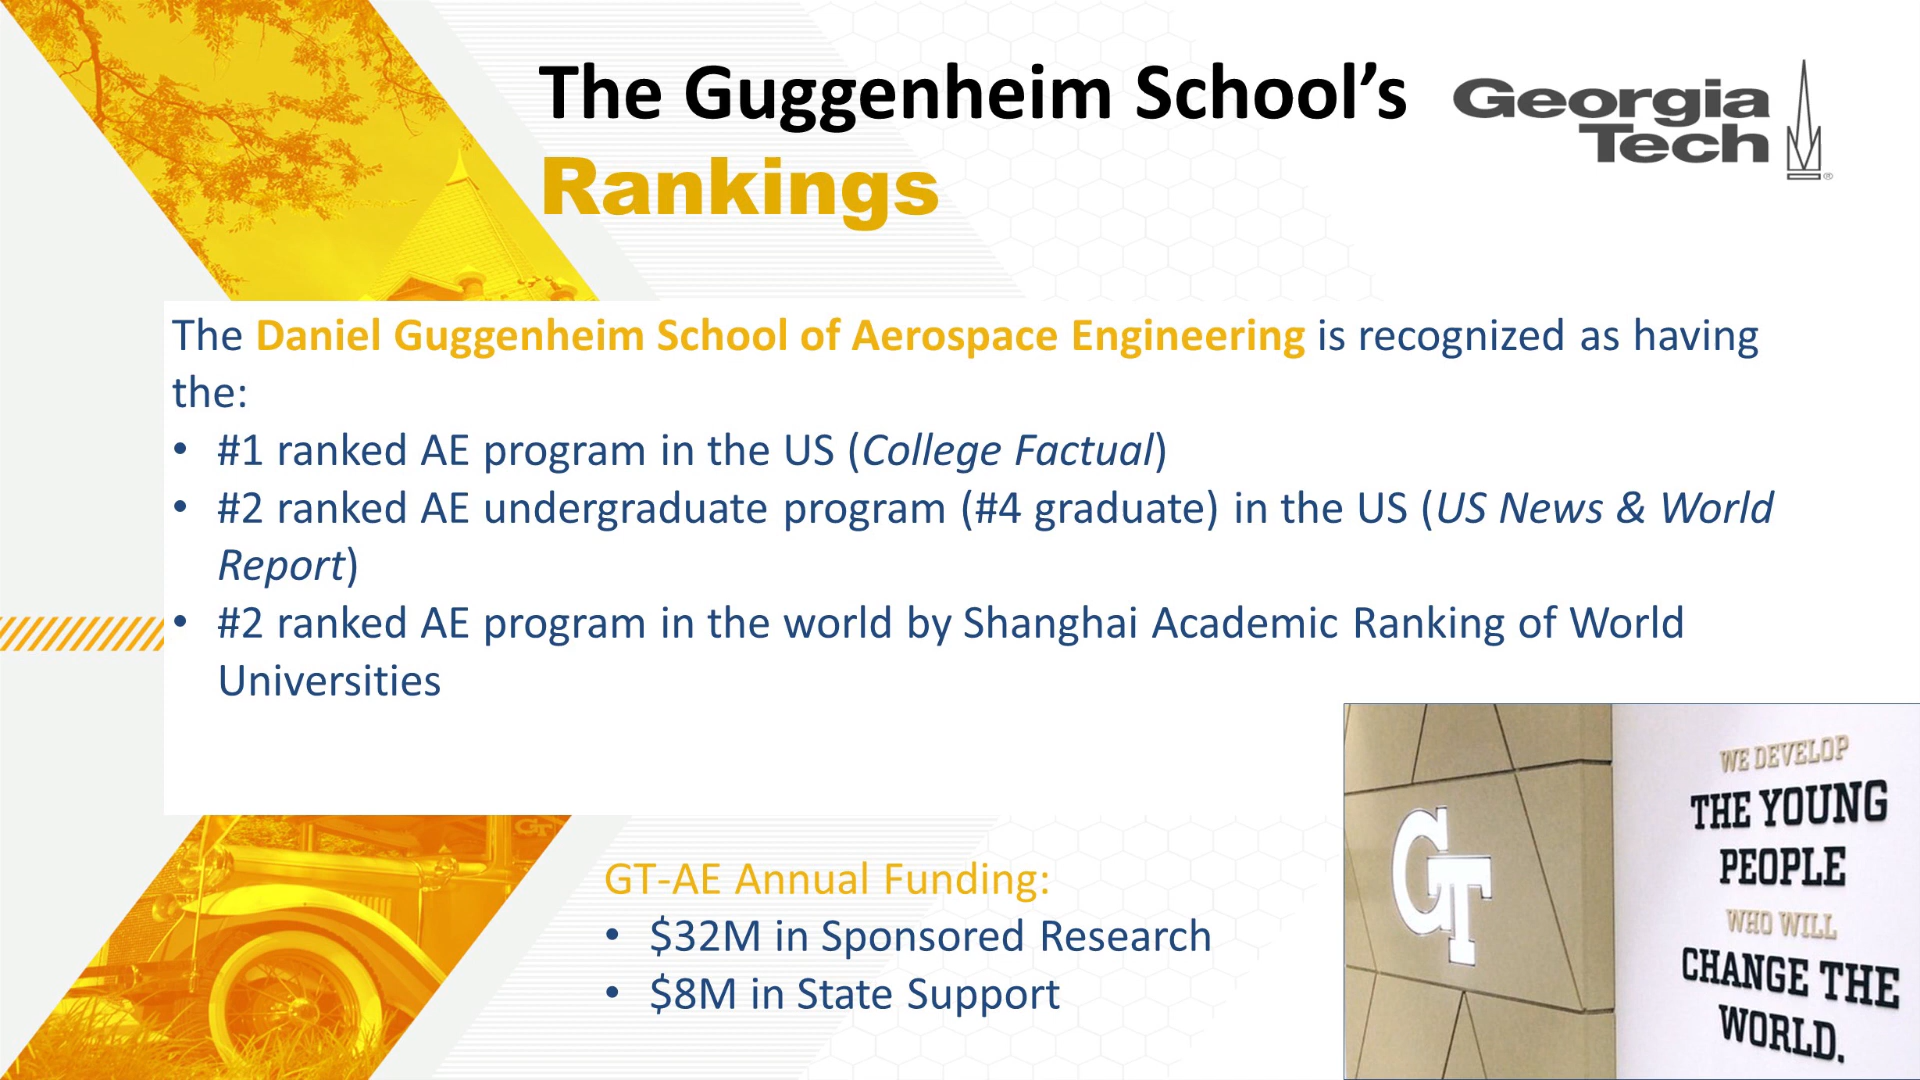 The Guggenheim School’s
Rankings
Georgia
Tech
®
The Daniel Guggenheim School of Aerospace Engineering is recognized as having
the:
• #1 ranked AE program in the US (College Factual)
• #2 ranked AE undergraduate program (#4 graduate) in the US (US News & World
Report)
• #2 ranked AE program in the world by Shanghai Academic Ranking of World
Universities
GT
GT-AE Annual Funding:
• $32M in Sponsored Research
• $8M in State Support
GT
WE DEVELOP
THE YOUNG
PEOPLE
WHO WILL
CHANGE THE
WORLD.